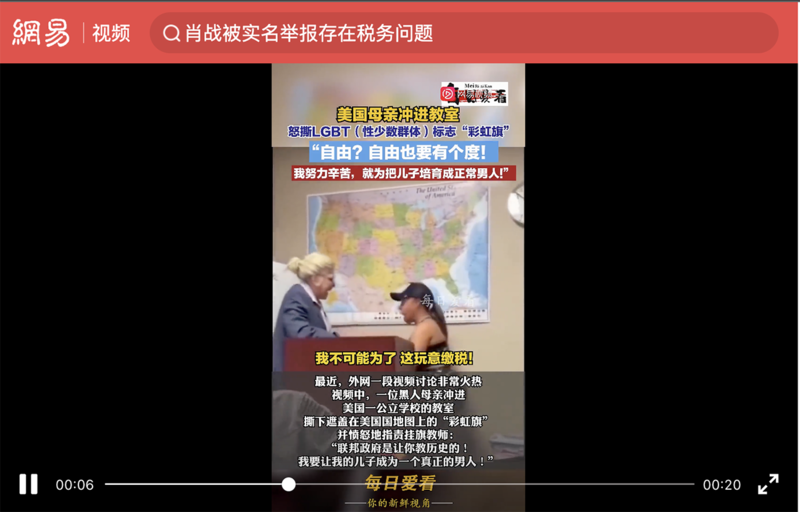 網易
视频
肖战被实名举报存在税务问题
美国母亲冲进教室
怒撕LGBT（性少数群体）标志“彩虹旗”
“自由？自由也要有个度！
我努力辛苦，就为把儿子培育成正常男人!”
The United States
of America
我不可能为了 这玩意缴税!
最近，外网一段视频讨论非常火热
视频中，一位黑人母亲冲进
美国一公立学校的教室
撕下遮盖在美国国地图上的“彩虹旗”
并愤怒地指责挂旗教师：
“联邦政府是让你教历史的！
我要让我的儿子成为一个真正的男人！”
00:06
00:20
每日爱看
你的新鲜视角